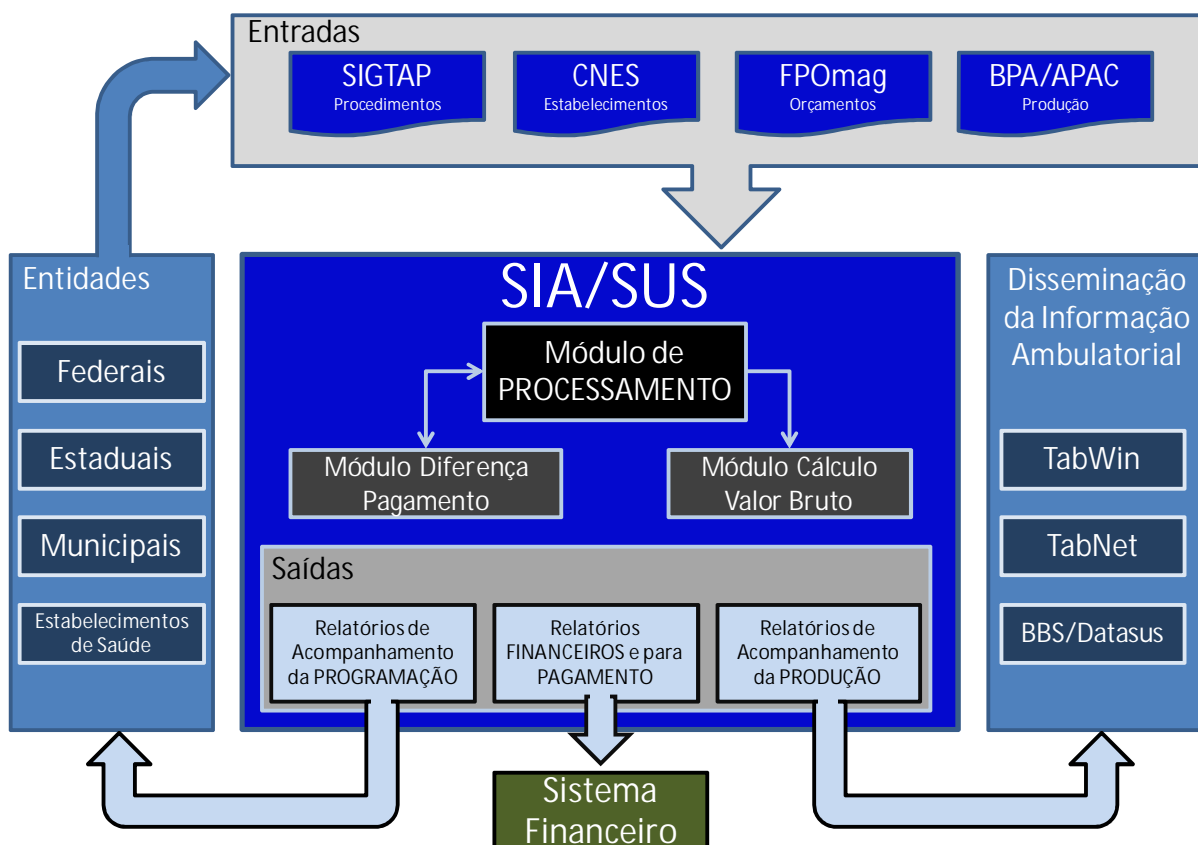 Entradas
SIGTAP
Procedimentos
CNES
Estabelecimentos
FPOmag
Orçamentos
BPA/APAC
Produção
Entidades
Federais
Estaduais
Municipais
Estabelecimentos
de Saúde
SIA/SUS
Módulo de
PROCESSAMENTO
Módulo Diferença
Pagamento
Módulo Cálculo
Valor Bruto
Saídas
Relatórios de
Acompanhamento
da PROGRAMAÇÃO
Relatórios
FINANCEIROS e para
PAGAMENTO
Relatórios de
Acompanhamento
da PRODUÇÃO
Sistema
Financeiro
Disseminação
da Informação
Ambulatorial
TabWin
TabNet
BBS/Datasus